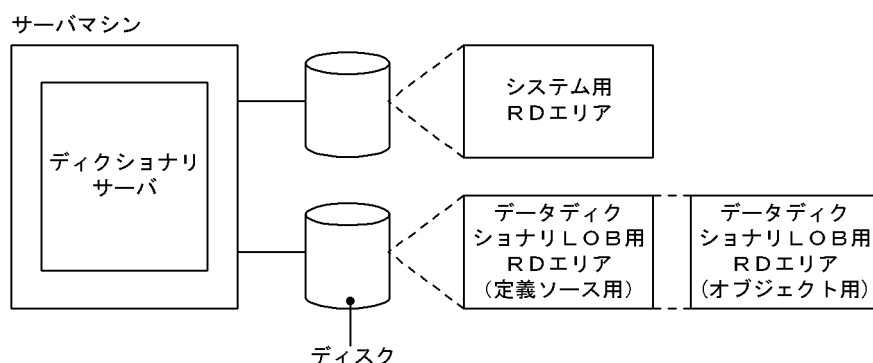 サーバマシン
システム用
ＲＤエリア
ディクショナリ
サーバ
データディク
ショナリＬＯＢ用
ＲＤエリア
(定義ソース用)
データディク
ショナリＬＯＢ用
ＲＤエリア
(オブジェクト用)
ディスク